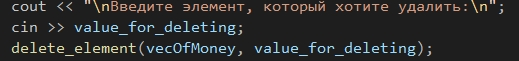 cout << "\nВведите элемент, который хотите удалить:\n";
cin >> value_for_deleting;
delete_element(vecOfMoney, value_for_deleting);